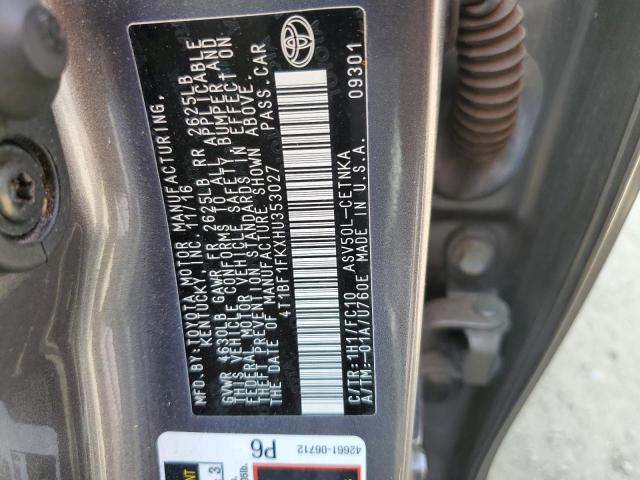 MFD. BY: TOYOTA MOTOR MANUFACTURING,
KENTUCKY, INC. 11/16
GVWR 4630LB GAWR FR 2625LB RR 2625LB
THIS VEHICLE CONFORMS TO ALL APPLICABLE
FEDERAL MOTOR VEHICLE SAFETY, BUMPER, AND
THEFT PREVENTION STANDARDS IN EFFECT ON
THE DATE OF MANUFACTURE SHOWN ABOVE.
4T1BF1FKXHU353027 PASS. CAR
C/TR: 1H1/FC10 ASV50L-CETNKA 09301
A/TM: -01A/U760E MADE IN U.S.A.
42661-06712
P6